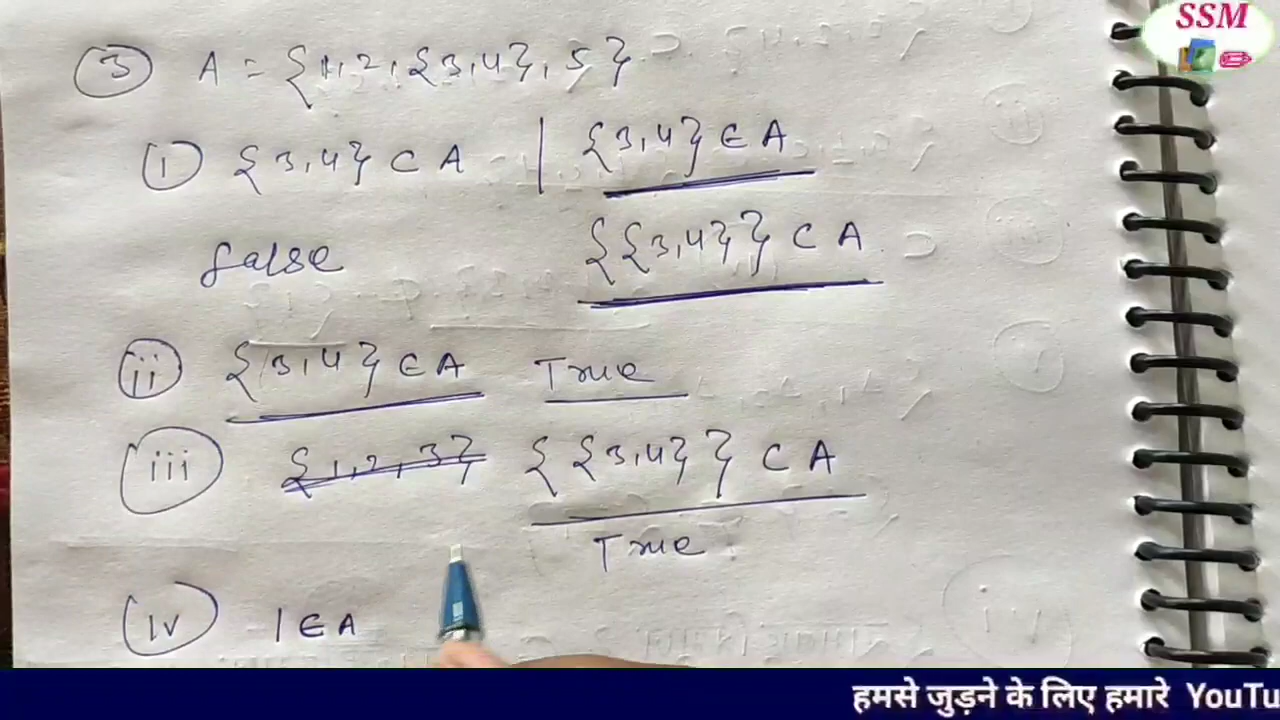 SSM
③ A = {1, 2, {3, 4}, 5}
① {3, 4} ⊂ A | {3, 4} ∈ A
false {{3, 4}} ⊂ A
ⅱ {3, 4} ∈ A True
ⅲ {1, 2, 3} {{3, 4}} ⊂ A
True
ⅳ 1 ∈ A
हमसे जुड़ने के लिए हमारे YouTu